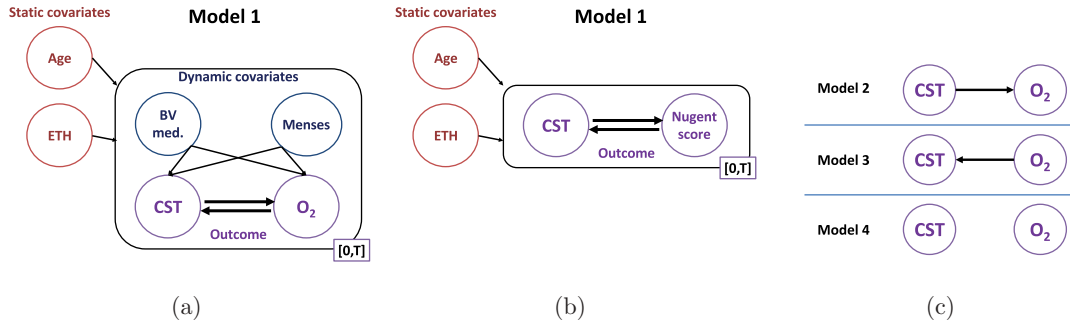 Static covariates
Model 1
Age
Dynamic covariates
BV
med.
Menses
ETH
CST
O₂
Outcome
[0,T]
(a)
Static covariates
Model 1
Age
ETH
CST
Nugent
score
Outcome
[0,T]
(b)
Model 2
CST
O₂
Model 3
CST
O₂
Model 4
CST
O₂
(c)